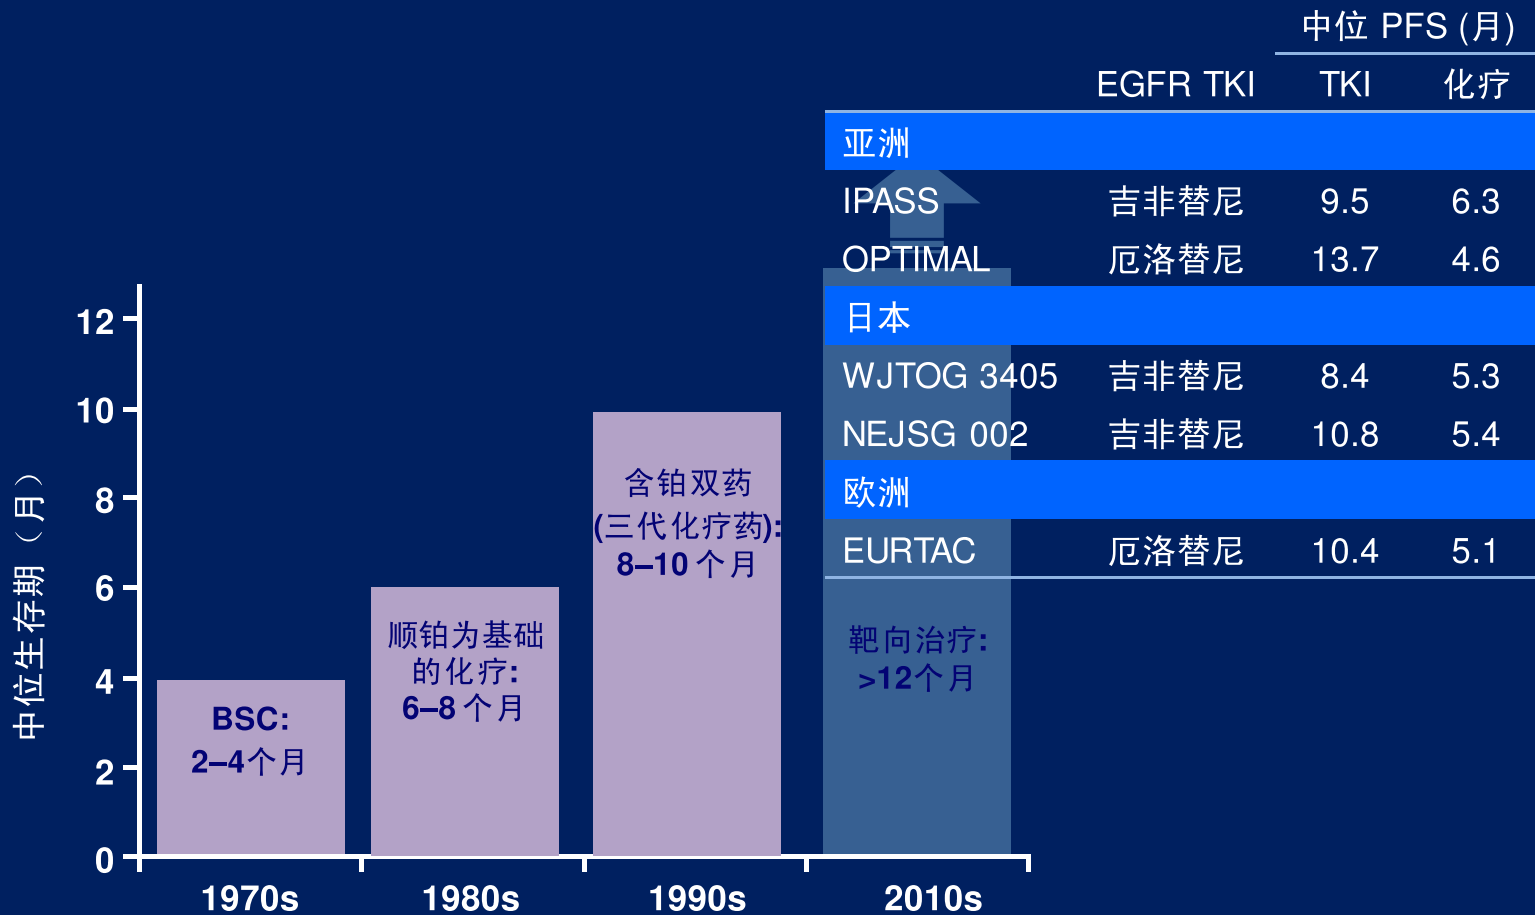 中位 PFS (月)
EGFR TKI TKI 化疗
亚洲
IPASS 吉非替尼 9.5 6.3
OPTIMAL 厄洛替尼 13.7 4.6
日本
WJTOG 3405 吉非替尼 8.4 5.3
NEJSG 002 吉非替尼 10.8 5.4
欧洲
EURTAC 厄洛替尼 10.4 5.1
中位生存期（月）
12
10
8
6
4
2
0
BSC:
2–4个月
顺铂为基础
的化疗:
6–8 个月
含铂双药
(三代化疗药):
8–10 个月
靶向治疗:
>12个月
1970s 1980s 1990s 2010s